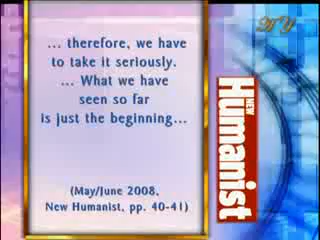 ... therefore, we have
to take it seriously.
... What we have
seen so far
is just the beginning...
(May/June 2008,
New Humanist, pp. 40-41)
NEW
Humanist
HY